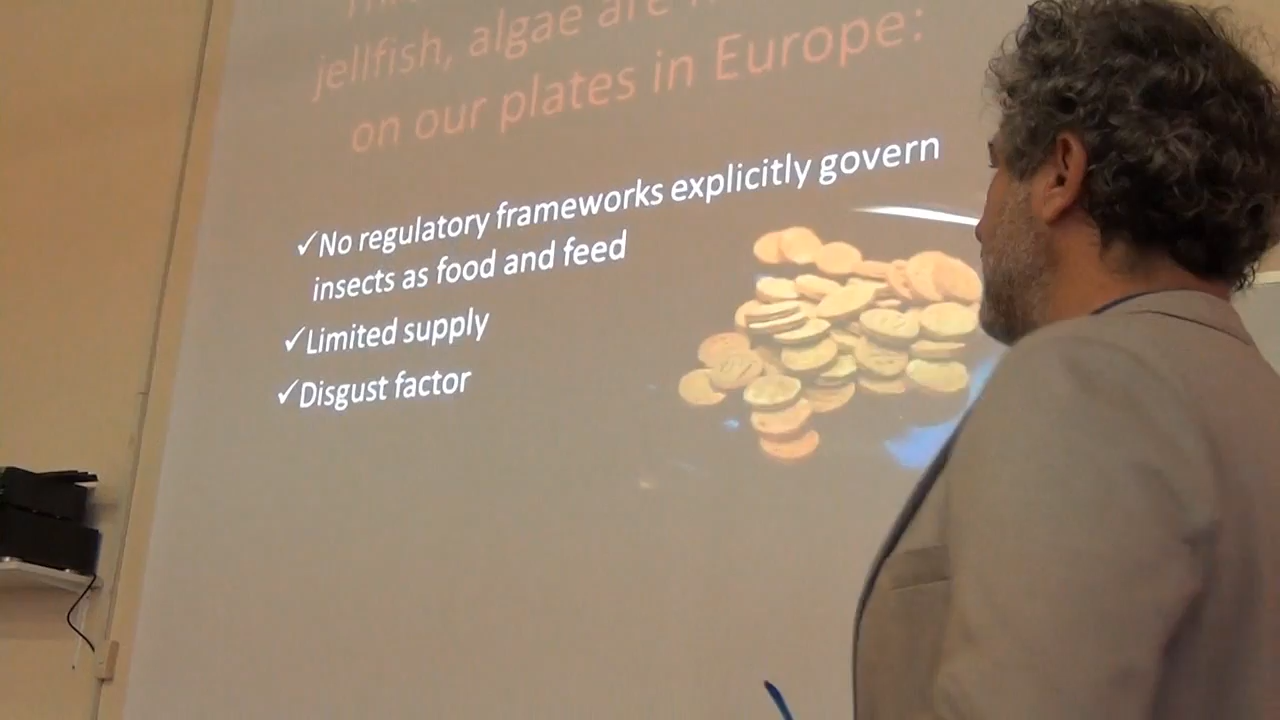 jellfish, algae are
on our plates in Europe:
✓No regulatory frameworks explicitly govern
insects as food and feed
✓Limited supply
✓Disgust factor